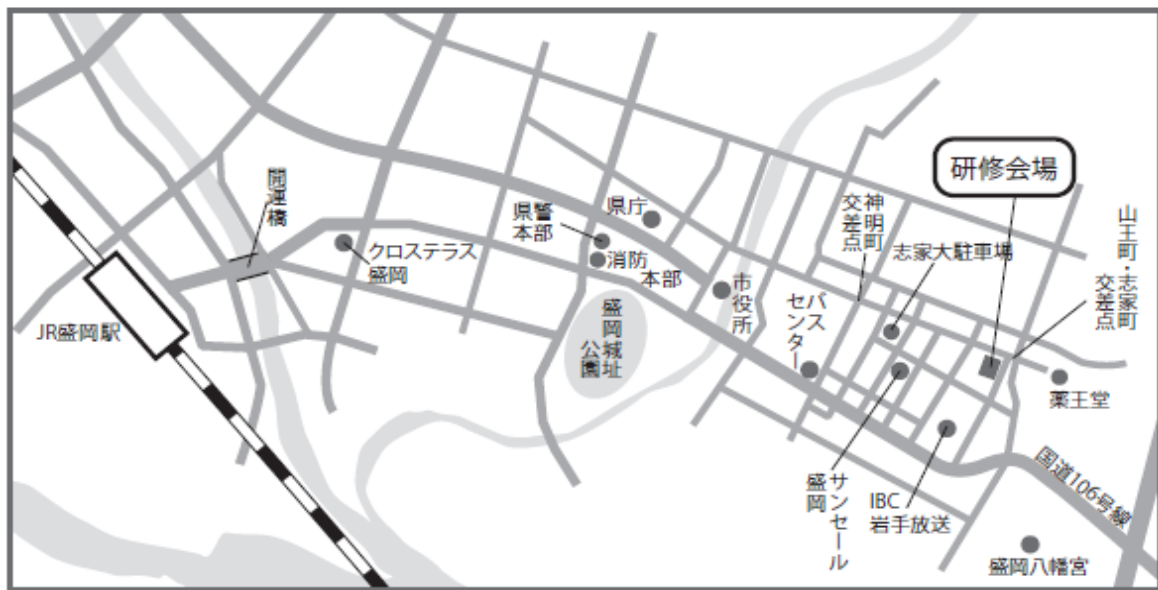 開運橋
クロステラス
盛岡
JR盛岡駅
県警
本部
県庁
消防
本部
盛岡城址
公園
市役所
バス
センター
神明町
交差点
志家大駐車場
研修会場
山王町・志家町
交差点
薬王堂
サンセール
盛岡
IBC
岩手放送
国道106号線
盛岡八幡宮